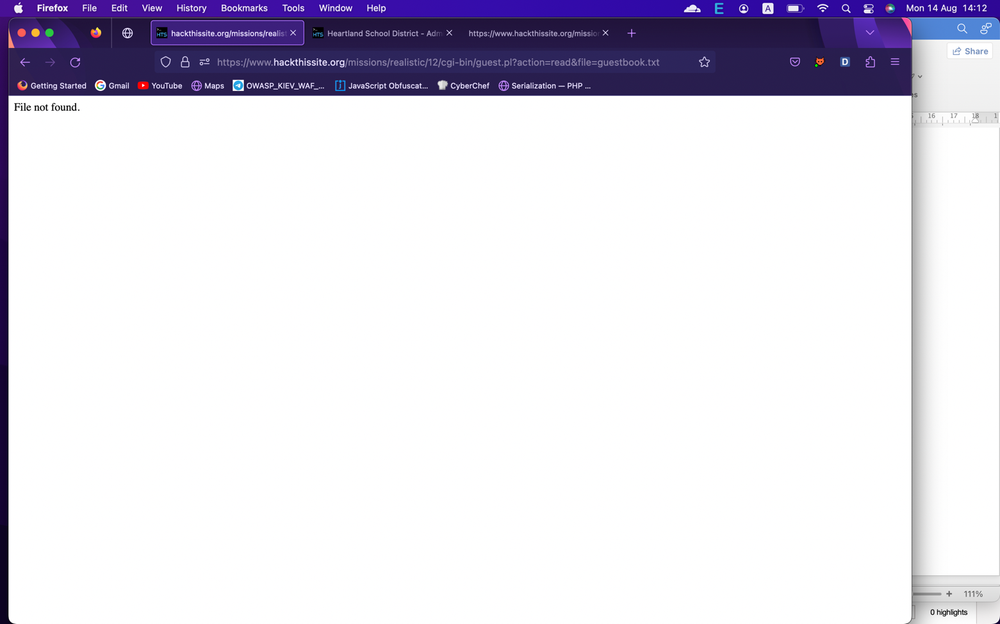 Firefox File Edit View History Bookmarks Tools Window Help E A Mon 14 Aug 14:12
hackthissite.org/missions/realist Heartland School District - Adm https://www.hackthissite.org/mission
Share
https://www.hackthissite.org/missions/realistic/12/cgi-bin/guest.pl?action=read&file=guestbook.txt D
Getting Started Gmail YouTube Maps OWASP_KIEV_WAF_... JavaScript Obfuscat... CyberChef Serialization — PHP ...
es
File not found.
16 17 18 1
111%
0 highlights